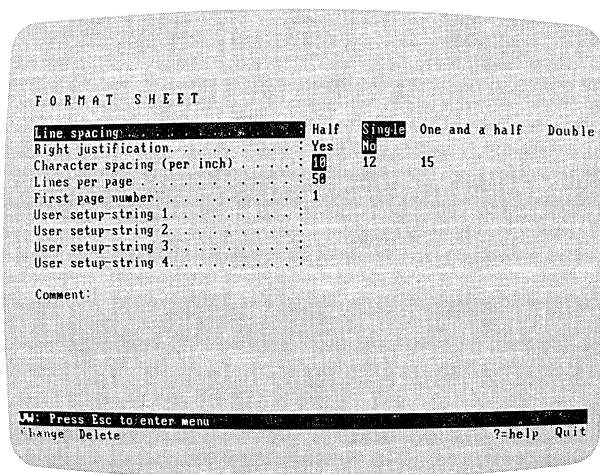 FORMAT SHEET
Line spacing : Half Single One and a half Double
Right justification. . . . . . . . . : Yes No
Character spacing (per inch) . . . . : 10 12 15
Lines per page . . . . . . . . . . . : 50
First page number. . . . . . . . . . : 1
User setup-string 1. . . . . . . . . :
User setup-string 2. . . . . . . . . :
User setup-string 3. . . . . . . . . :
User setup-string 4. . . . . . . . . :
Comment:
Press Esc to enter menu
Change Delete ?=help Quit